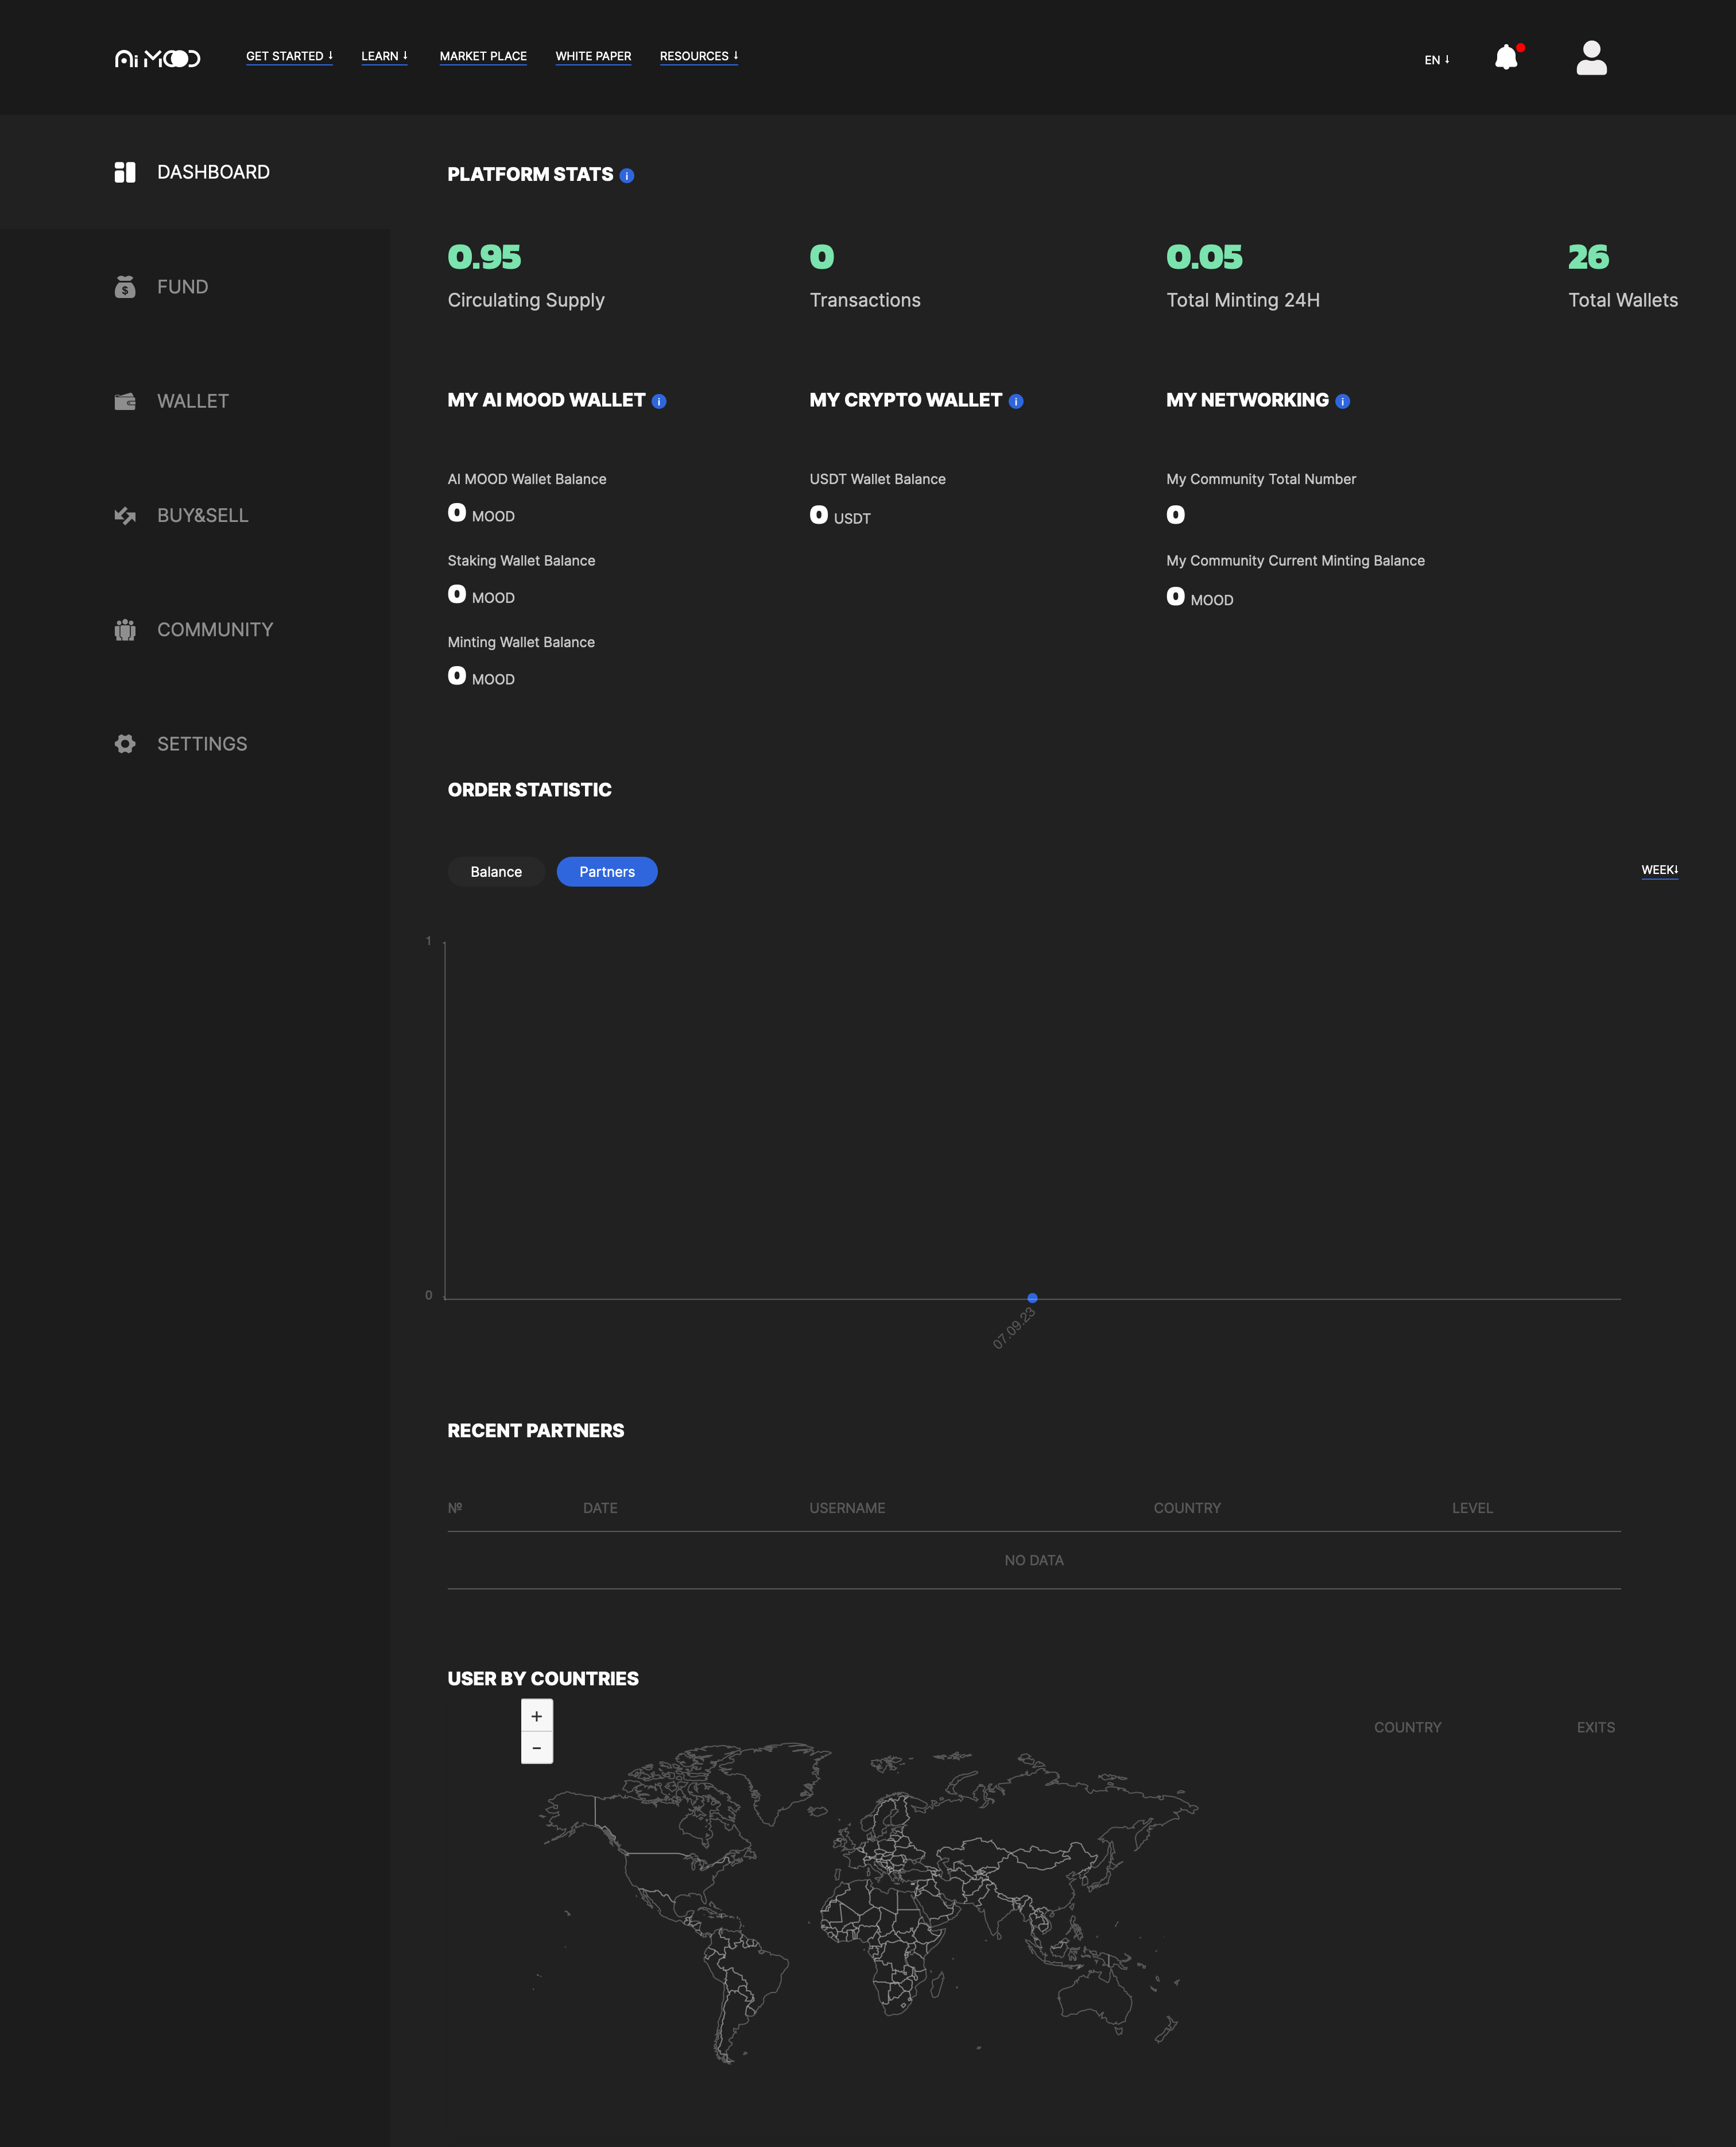 Ai MOOD
GET STARTED ↓ LEARN ↓ MARKET PLACE WHITE PAPER RESOURCES ↓ EN ↓
DASHBOARD
FUND
WALLET
BUY&SELL
COMMUNITY
SETTINGS
PLATFORM STATS i
0.95 0 0.05 26
Circulating Supply Transactions Total Minting 24H Total Wallets
MY AI MOOD WALLET i MY CRYPTO WALLET i MY NETWORKING i
AI MOOD Wallet Balance USDT Wallet Balance My Community Total Number
0 MOOD 0 USDT 0
Staking Wallet Balance My Community Current Minting Balance
0 MOOD 0 MOOD
Minting Wallet Balance
0 MOOD
ORDER STATISTIC
Balance Partners WEEK↓
1
0
07.09.23
RECENT PARTNERS
№ DATE USERNAME COUNTRY LEVEL
NO DATA
USER BY COUNTRIES
+
−
COUNTRY EXITS